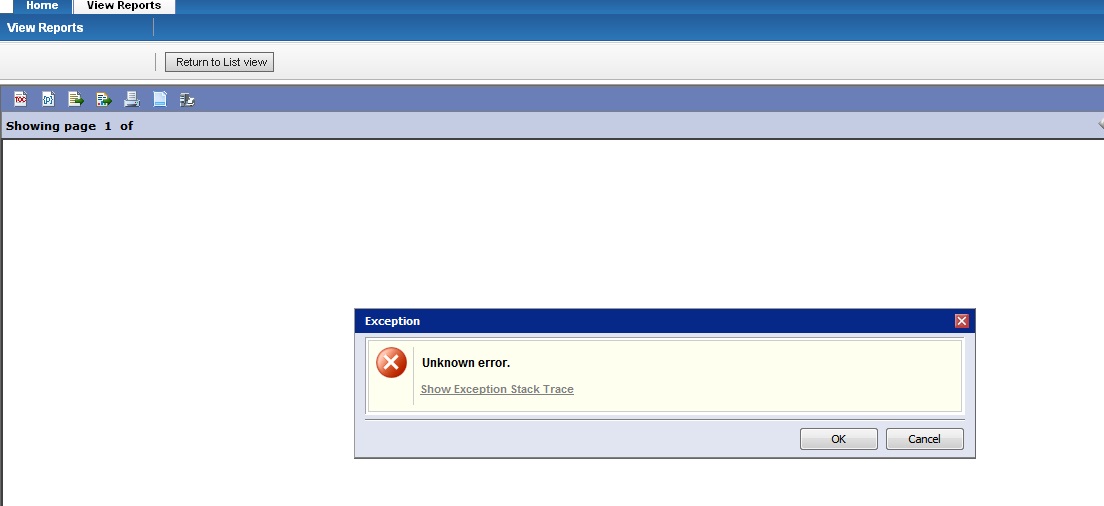 Home View Reports
View Reports
Return to List view
TOC
Showing page 1 of
Exception
Unknown error.
Show Exception Stack Trace
OK Cancel